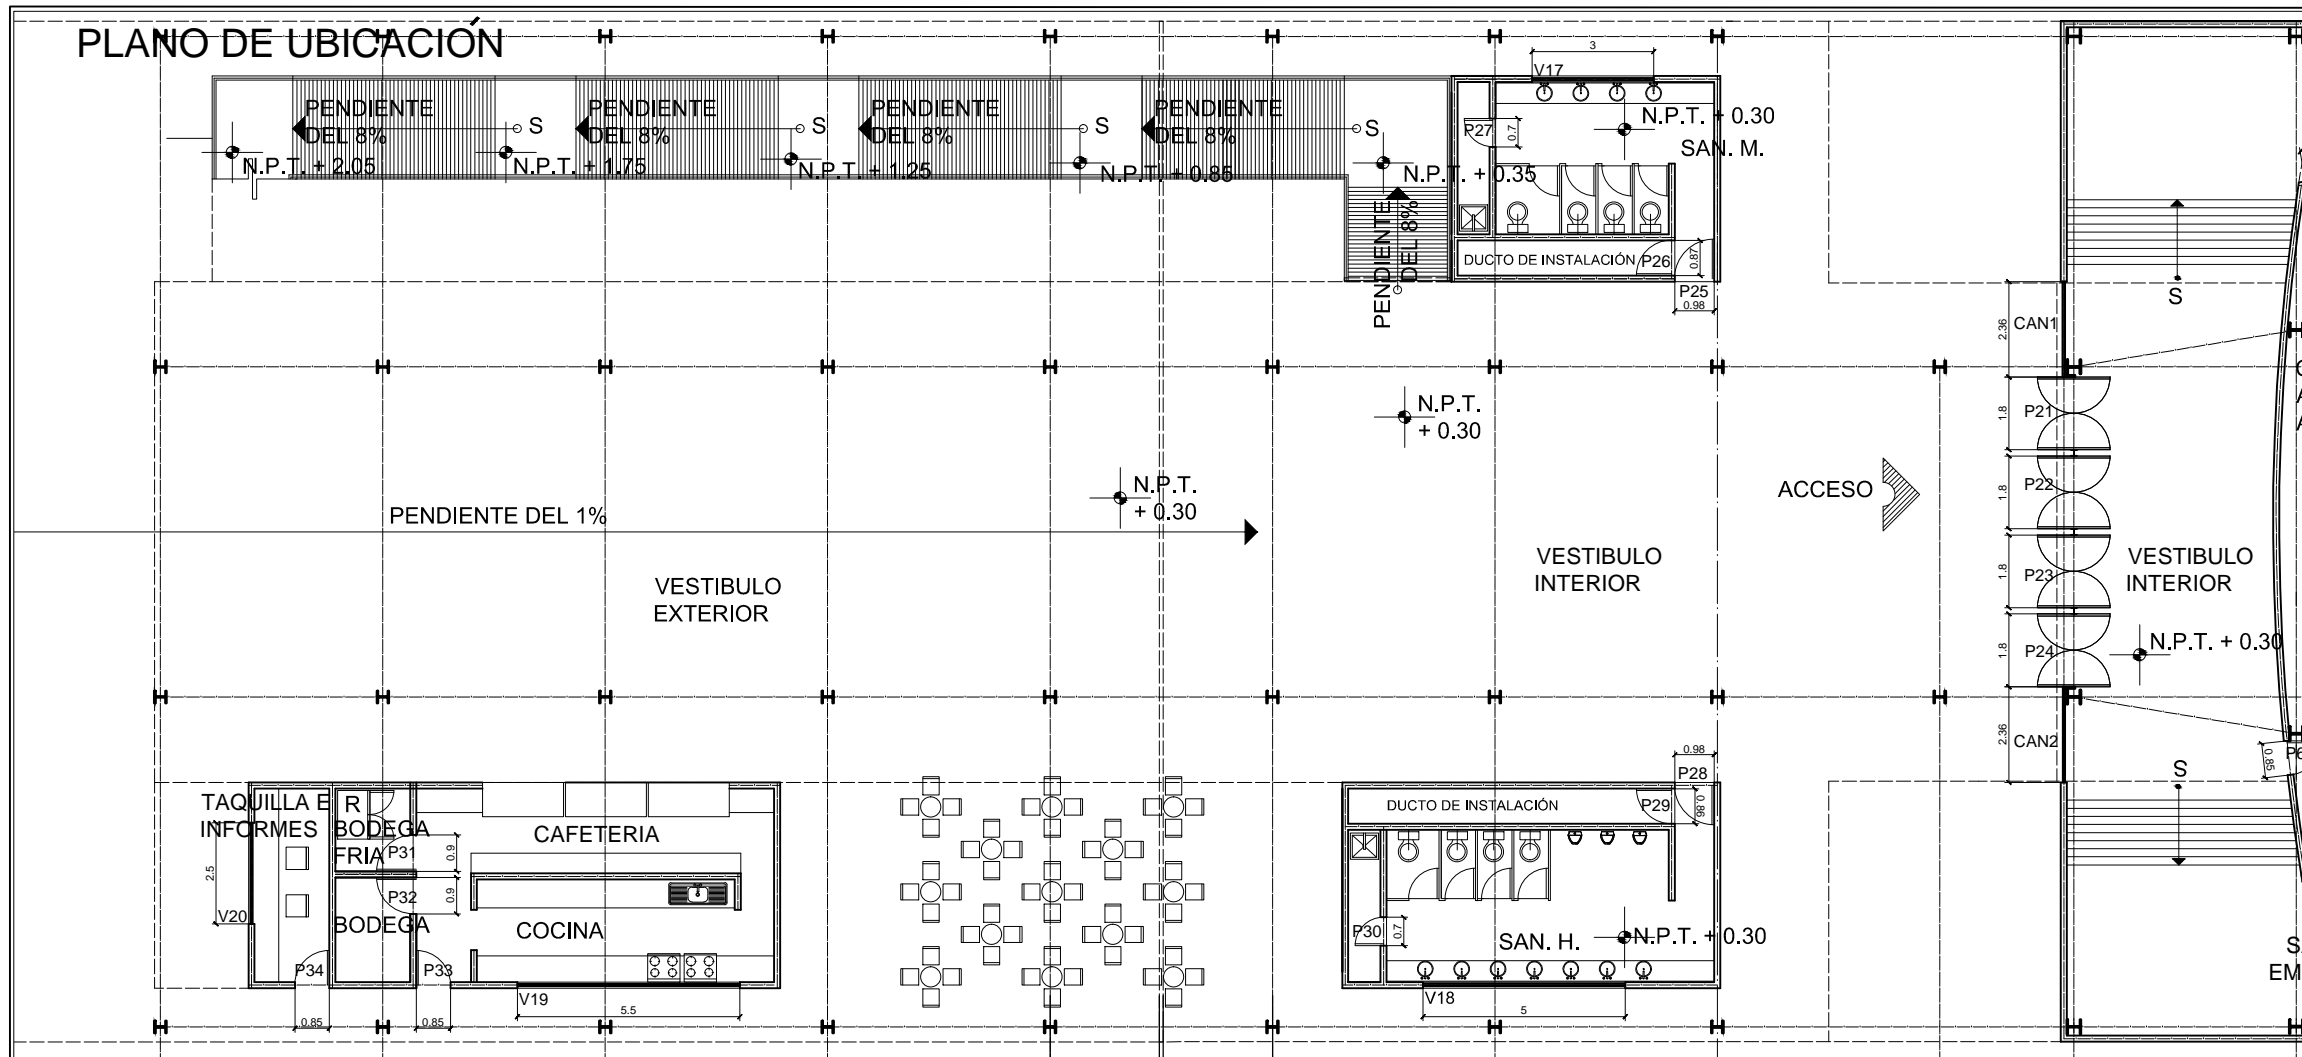 PLANO DE UBICACIÓN
3
V17
PENDIENTE
DEL 8%
S
PENDIENTE
DEL 8%
S
PENDIENTE
DEL 8%
S
PENDIENTE
DEL 8%
S
P27
0.7
N.P.T. + 0.30
SAN. M.
N.P.T. + 2.05
N.P.T. + 1.75
N.P.T. + 1.25
N.P.T. + 0.85
N.P.T. + 0.35
PENDIENTE
DEL 8%
DUCTO DE INSTALACIÓN
P26
0.87
P25
0.98
S
2.36
CAN1
N.P.T.
+ 0.30
1.8
P21
N.P.T.
+ 0.30
ACCESO
1.8
P22
PENDIENTE DEL 1%
VESTIBULO
EXTERIOR
VESTIBULO
INTERIOR
1.8
P23
VESTIBULO
INTERIOR
1.8
P24
N.P.T. + 0.30
2.36
CAN2
0.85
S
0.98
P28
TAQUILLA E
INFORMES
R
BODEGA
FRIA
P31
0.9
CAFETERIA
DUCTO DE INSTALACIÓN
P29
0.86
2.5
V20
P32
0.9
BODEGA
COCINA
P30
0.7
SAN. H.
N.P.T. + 0.30
P34
P33
V19
5.5
0.85
0.85
V18
5
EM